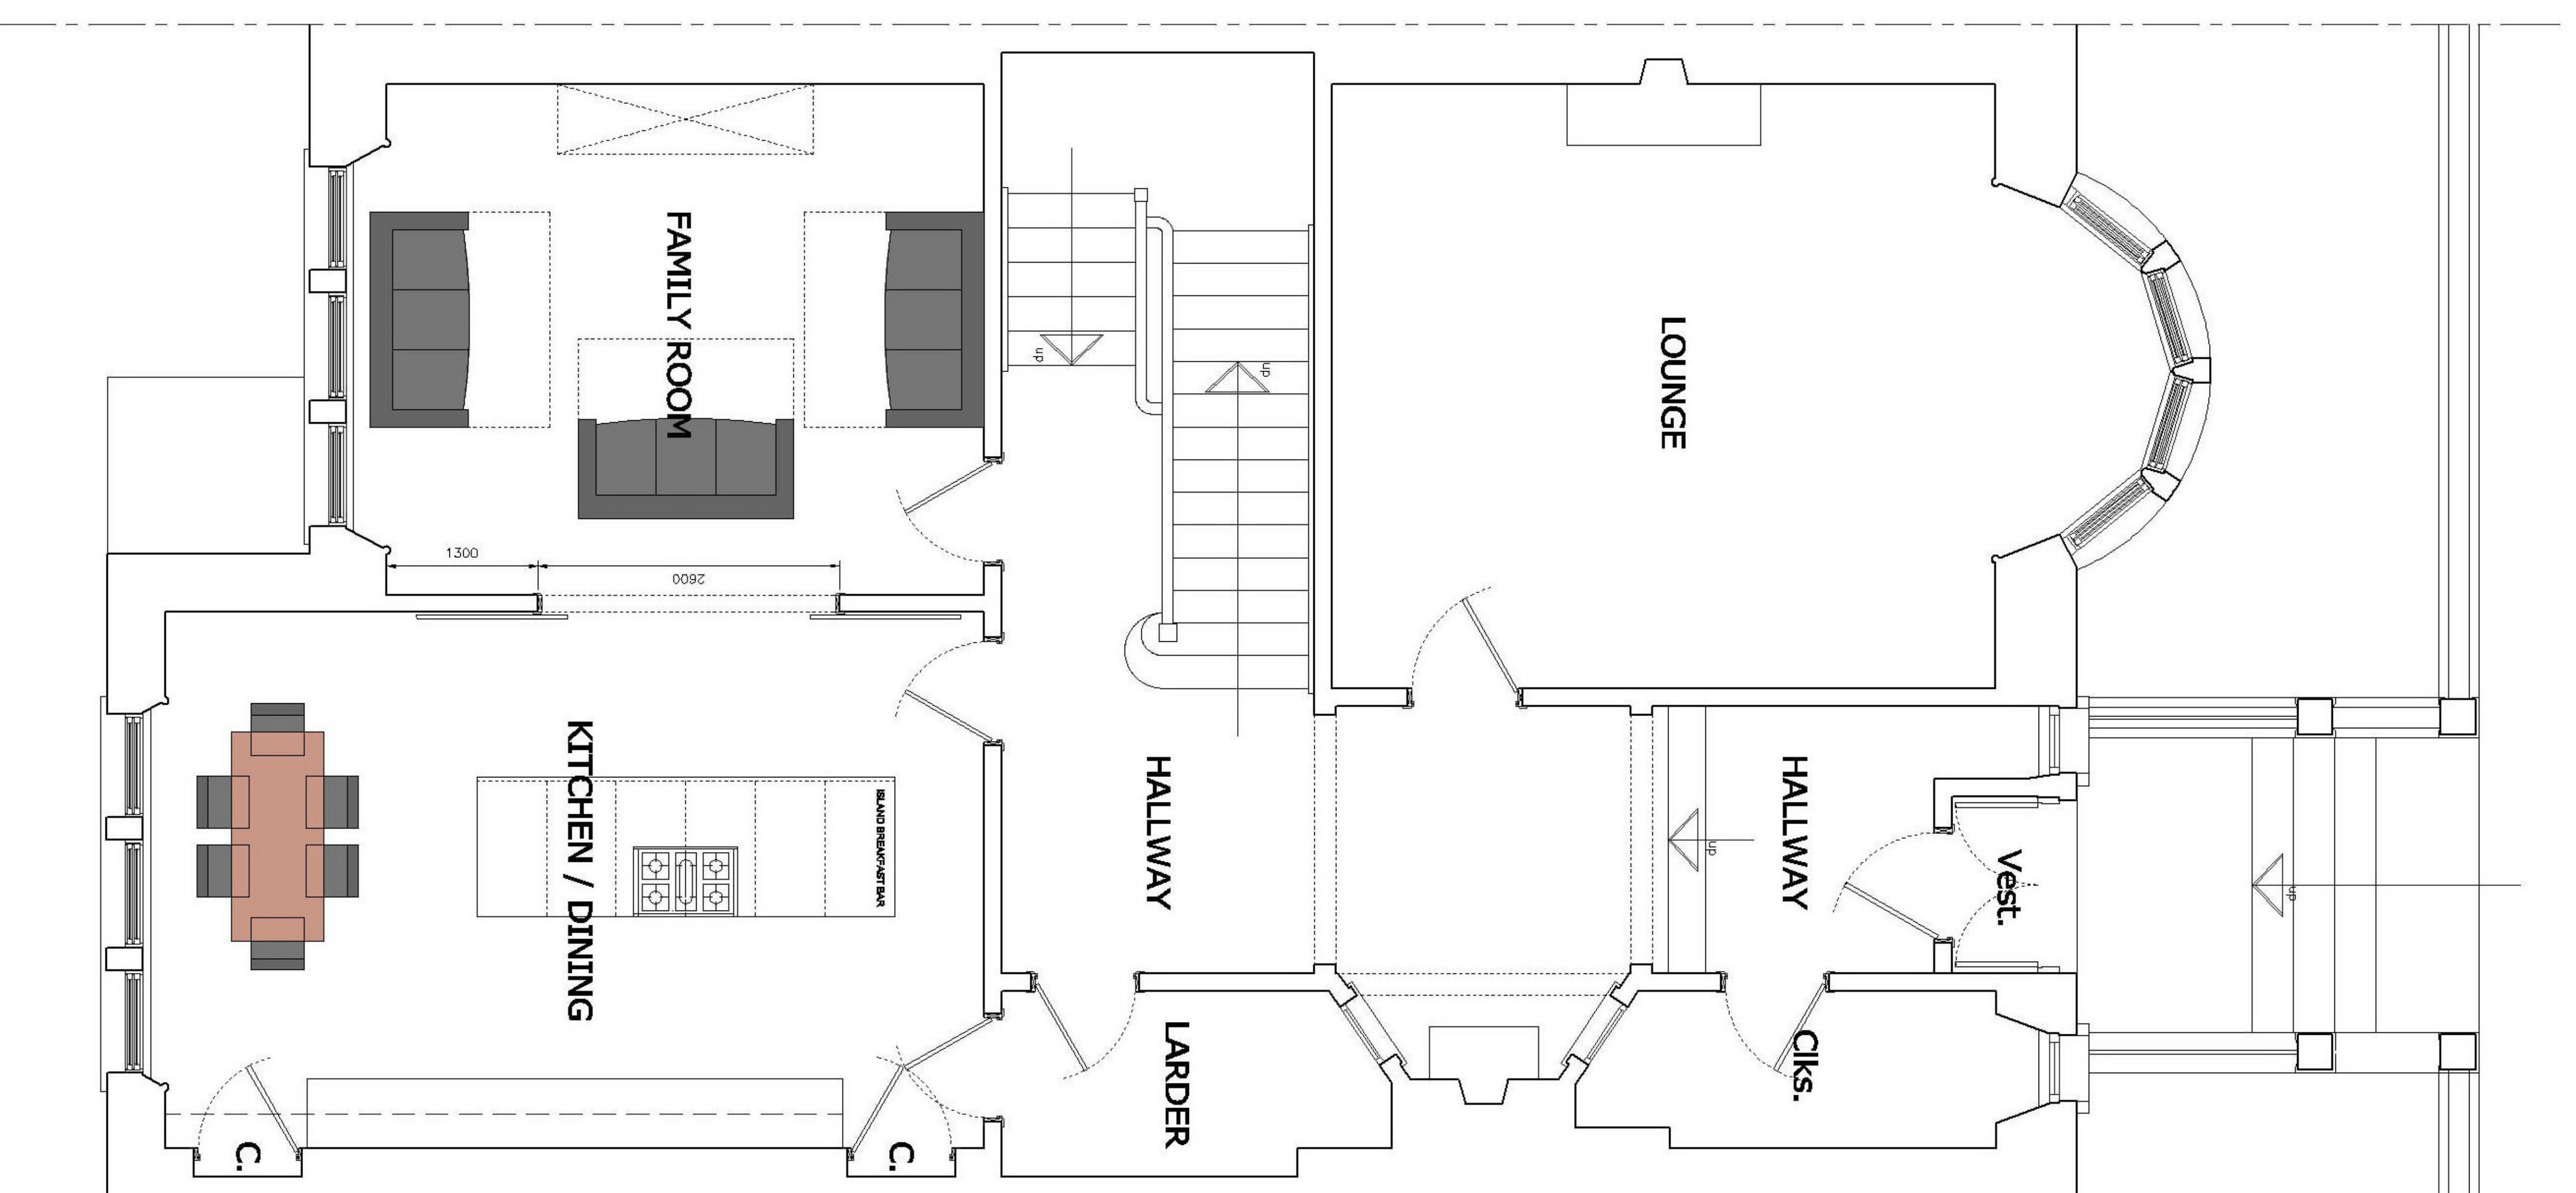 FAMILY ROOM
up
up
LOUNGE
1300
2600
KITCHEN / DINING
ISLAND BREAKFAST BAR
HALLWAY
up
HALLWAY
Vest.
up
C.
C.
LARDER
Clks.